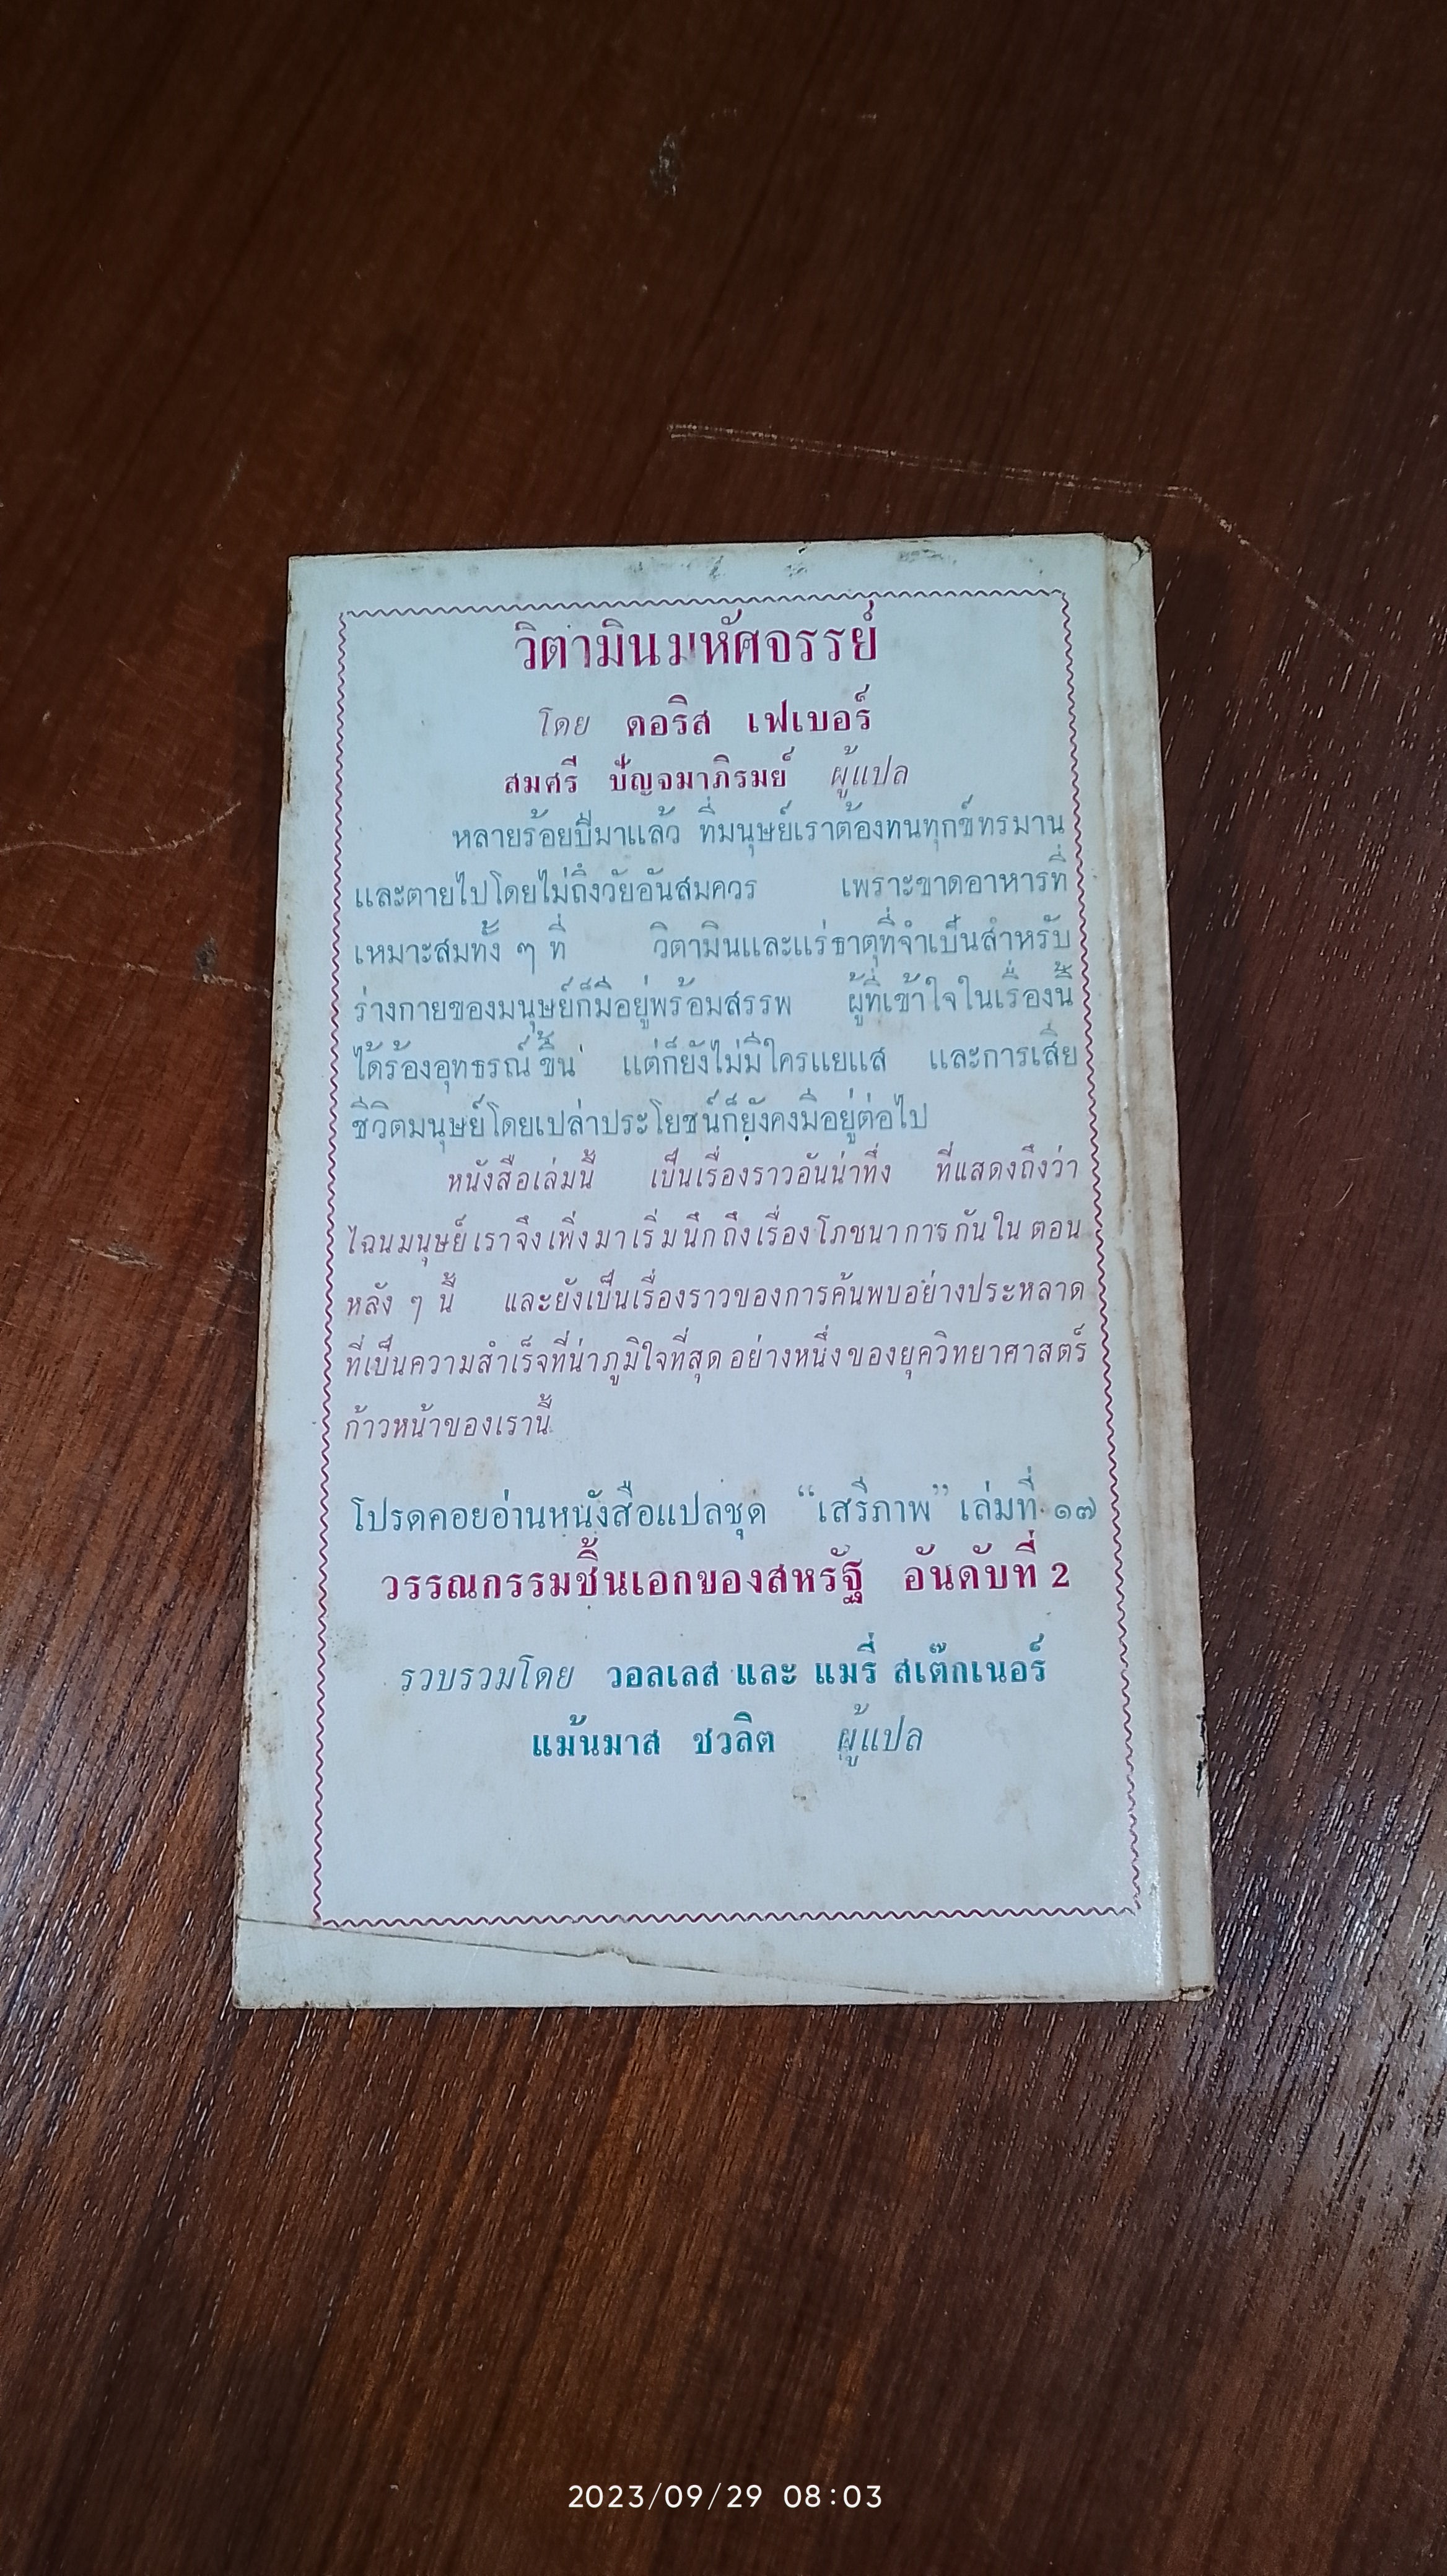 วิตามินมหัศจรรย์
โดย ดอริส เฟเบอร์
สมศรี ปัญจมาภิรมย์ ผู้แปล
หลายร้อยปีมาแล้ว ที่มนุษย์เราต้องทนทุกข์ทรมาน
และตายไปโดยไม่ถึงวัยอันสมควร เพราะขาดอาหารที่
เหมาะสมทั้ง ๆ ที่ วิตามินและแร่ธาตุที่จำเป็นสำหรับ
ร่างกายของมนุษย์ก็มีอยู่พร้อมสรรพ ผู้ที่เข้าใจในเรื่องนี้
ได้ร้องอุทธรณ์ขึ้น แต่ก็ยังไม่มีใครแยแส และการเสีย
ชีวิตมนุษย์โดยเปล่าประโยชน์ก็ยังคงมีอยู่ต่อไป
หนังสือเล่มนี้ เป็นเรื่องราวอันน่าทึ่ง ที่แสดงถึงว่า
ไฉนมนุษย์เราจึงเพิ่งมาเริ่มนึกถึงเรื่องโภชนาการกันในตอน
หลัง ๆ นี้ และยังเป็นเรื่องราวของการค้นพบอย่างประหลาด
ที่เป็นความสำเร็จที่น่าภูมิใจที่สุดอย่างหนึ่งของยุควิทยาศาสตร์
ก้าวหน้าของเรานี้
โปรดคอยอ่านหนังสือแปลชุด “เสรีภาพ” เล่มที่ ๑๗
วรรณกรรมชิ้นเอกของสหรัฐ อันดับที่ 2
รวบรวมโดย วอลเลส และ แมรี่ สเต๊กเนอร์
แม้นมาส ชวลิต ผู้แปล
2023/09/29 08:03